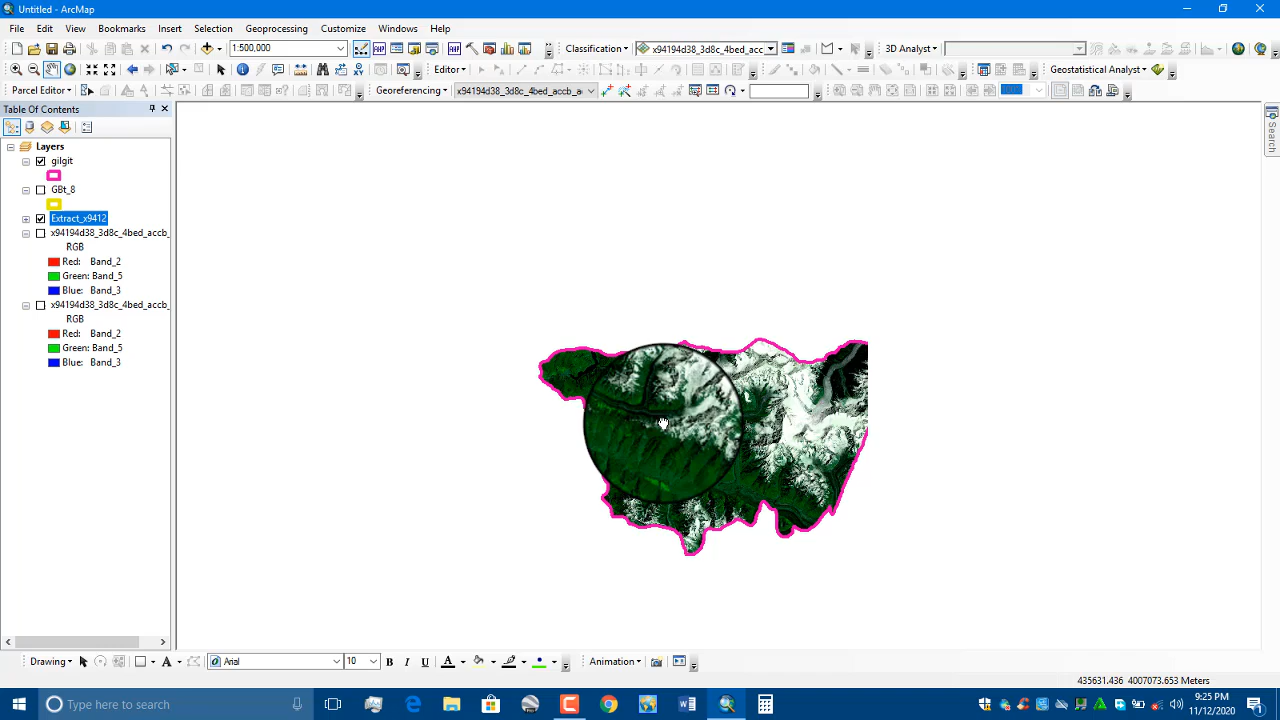 Untitled - ArcMap
File Edit View Bookmarks Insert Selection Geoprocessing Customize Windows Help
1:500,000 Classification x94194d38_3d8c_4bed_acc 3D Analyst
Editor Geostatistical Analyst
Parcel Editor Georeferencing x94194d38_3d8c_4bed_accb_a
Table Of Contents
Layers
gilgit
GBt_8
Extract_x9412
x94194d38_3d8c_4bed_accb_
RGB
Red: Band_2
Green: Band_5
Blue: Band_3
x94194d38_3d8c_4bed_accb_
RGB
Red: Band_2
Green: Band_5
Blue: Band_3
Search
Drawing A Arial 10 B I U A Animation
435631.436 4007073.653 Meters
Type here to search
9:25 PM
11/12/2020